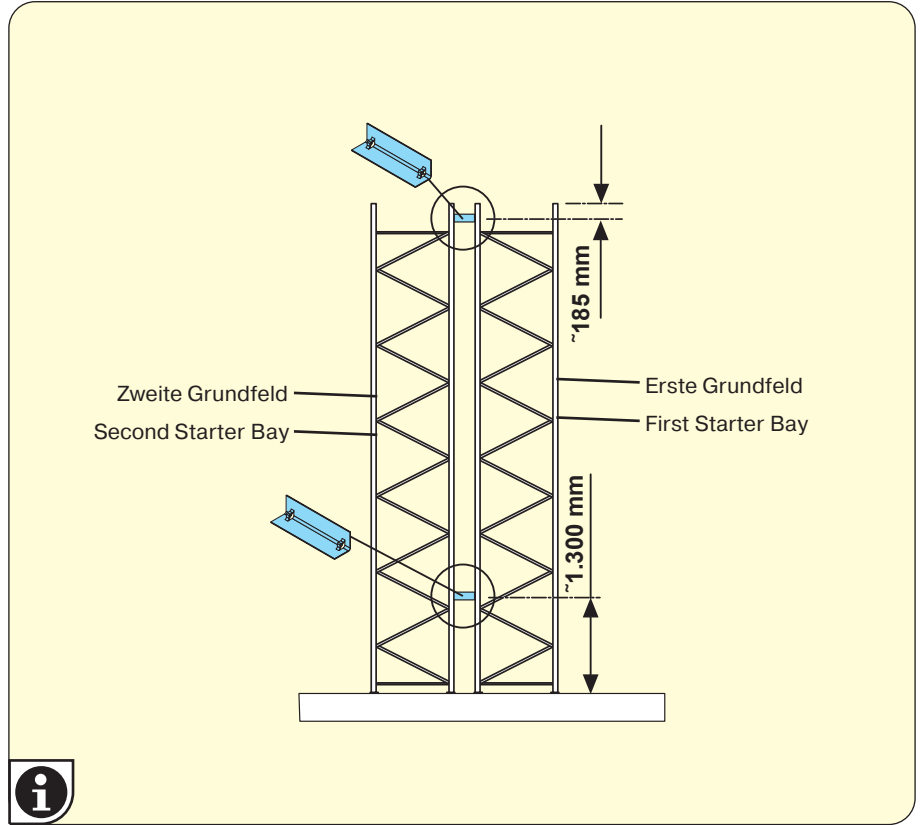 ~185 mm
Zweite Grundfeld
Second Starter Bay
Erste Grundfeld
First Starter Bay
~1.300 mm
i